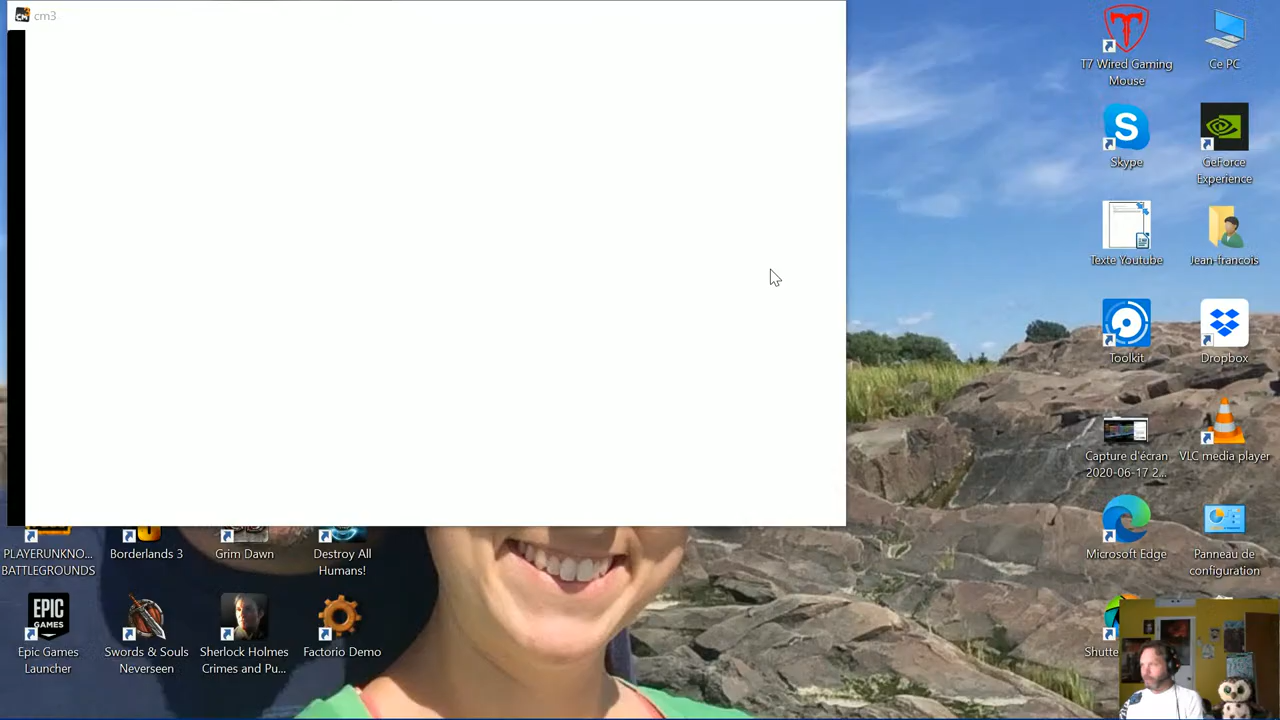 cm3
T7 Wired Gaming
Mouse
Ce PC
Skype
GeForce
Experience
Texte Youtube
Jean-francois
Toolkit
Dropbox
Capture d'écran
2020-06-17 2...
VLC media player
Microsoft Edge
Panneau de
configuration
PLAYERUNKNO...
BATTLEGROUNDS
Borderlands 3
Grim Dawn
Destroy All
Humans!
EPIC
GAMES
Epic Games
Launcher
Swords & Souls
Neverseen
Sherlock Holmes
Crimes and Pu...
Factorio Demo
Shutte